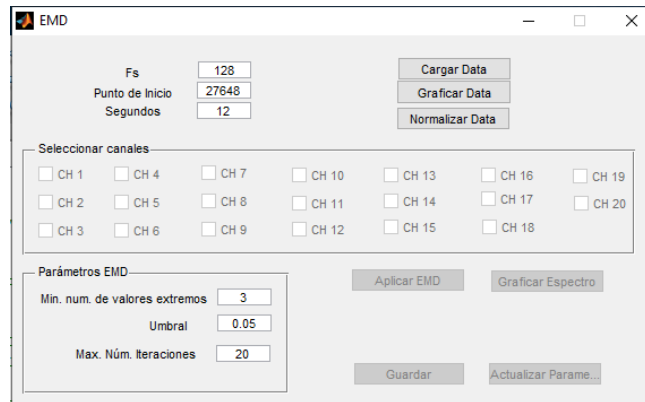 EMD
Fs 128 Cargar Data
Punto de Inicio 27648 Graficar Data
Segundos 12 Normalizar Data
Seleccionar canales
CH 1 CH 4 CH 7 CH 10 CH 13 CH 16 CH 19
CH 2 CH 5 CH 8 CH 11 CH 14 CH 17 CH 20
CH 3 CH 6 CH 9 CH 12 CH 15 CH 18
Parámetros EMD
Min. num. de valores extremos 3
Umbral 0.05
Max. Núm. Iteraciones 20
Aplicar EMD Graficar Espectro
Guardar Actualizar Parame...